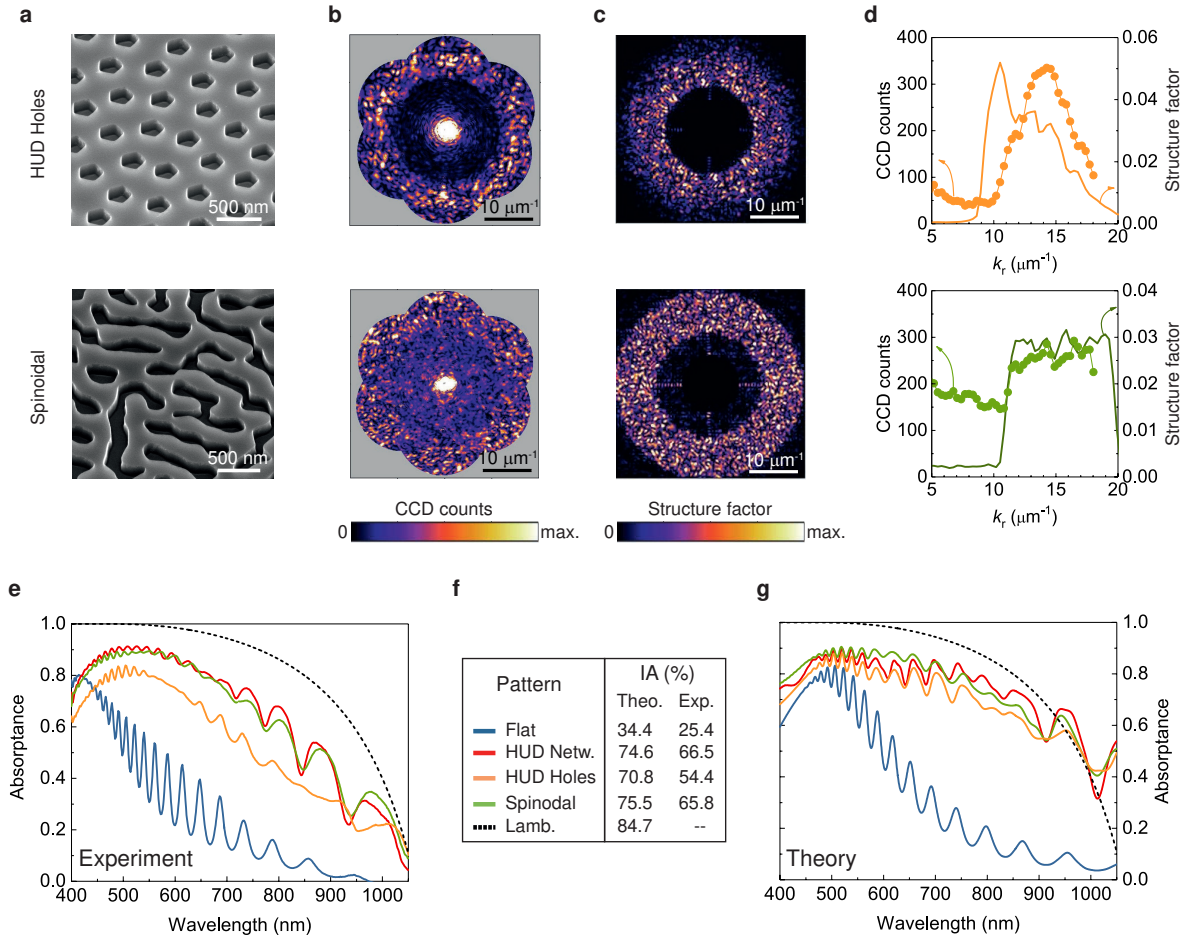 a
b
c
d
HUD Holes
500 nm
10 μm⁻¹
10 μm⁻¹
400
300
200
100
0
CCD counts
0.06
0.04
0.02
0.00
Structure factor
5 10 15 20
kr (μm⁻¹)
Spinoidal
500 nm
10 μm⁻¹
10 μm⁻¹
400
300
200
100
0
CCD counts
0.04
0.03
0.02
0.01
0.00
Structure factor
5 10 15 20
kr (μm⁻¹)
CCD counts
0 max.
Structure factor
0 max.
e
1.0
0.8
0.6
0.4
0.2
0.0
Absorptance
Experiment
400 500 600 700 800 900 1000
Wavelength (nm)
f
Pattern IA (%)
Theo. Exp.
Flat 34.4 25.4
HUD Netw. 74.6 66.5
HUD Holes 70.8 54.4
Spinodal 75.5 65.8
Lamb. 84.7 --
g
1.0
0.8
0.6
0.4
0.2
0.0
Absorptance
Theory
400 500 600 700 800 900 1000
Wavelength (nm)